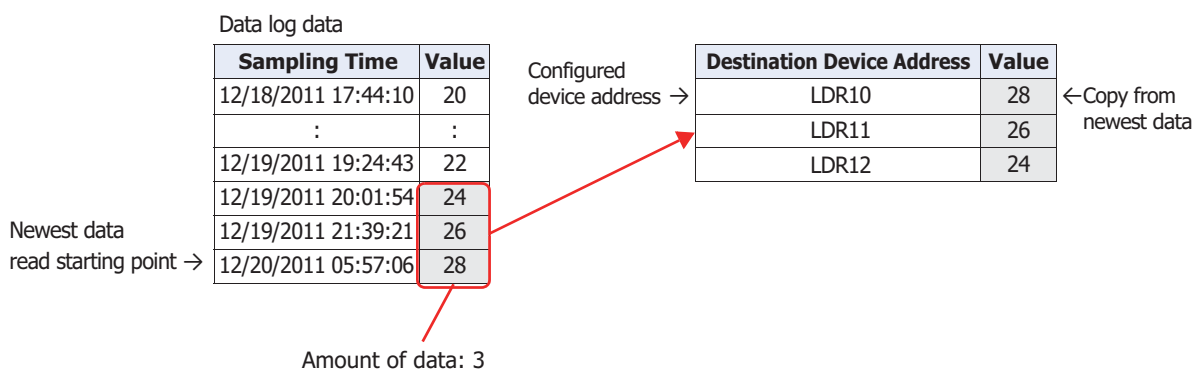 Data log data
Sampling Time Value
12/18/2011 17:44:10 20
: :
12/19/2011 19:24:43 22
12/19/2011 20:01:54 24
12/19/2011 21:39:21 26
12/20/2011 05:57:06 28
Newest data
read starting point →
Amount of data: 3
Configured
device address →
Destination Device Address Value
LDR10 28
LDR11 26
LDR12 24
←Copy from
newest data